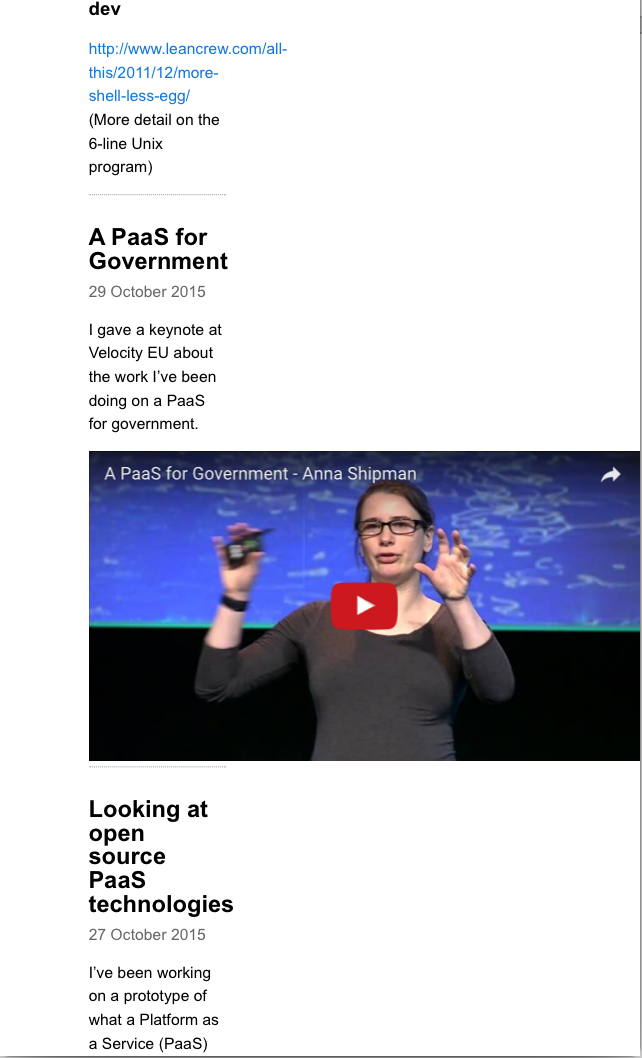 dev
http://www.leancrew.com/all-
this/2011/12/more-
shell-less-egg/
(More detail on the
6-line Unix
program)
A PaaS for
Government
29 October 2015
I gave a keynote at
Velocity EU about
the work I’ve been
doing on a PaaS
for government.
A PaaS for Government - Anna Shipman
Looking at
open
source
PaaS
technologies
27 October 2015
I’ve been working
on a prototype of
what a Platform as
a Service (PaaS)